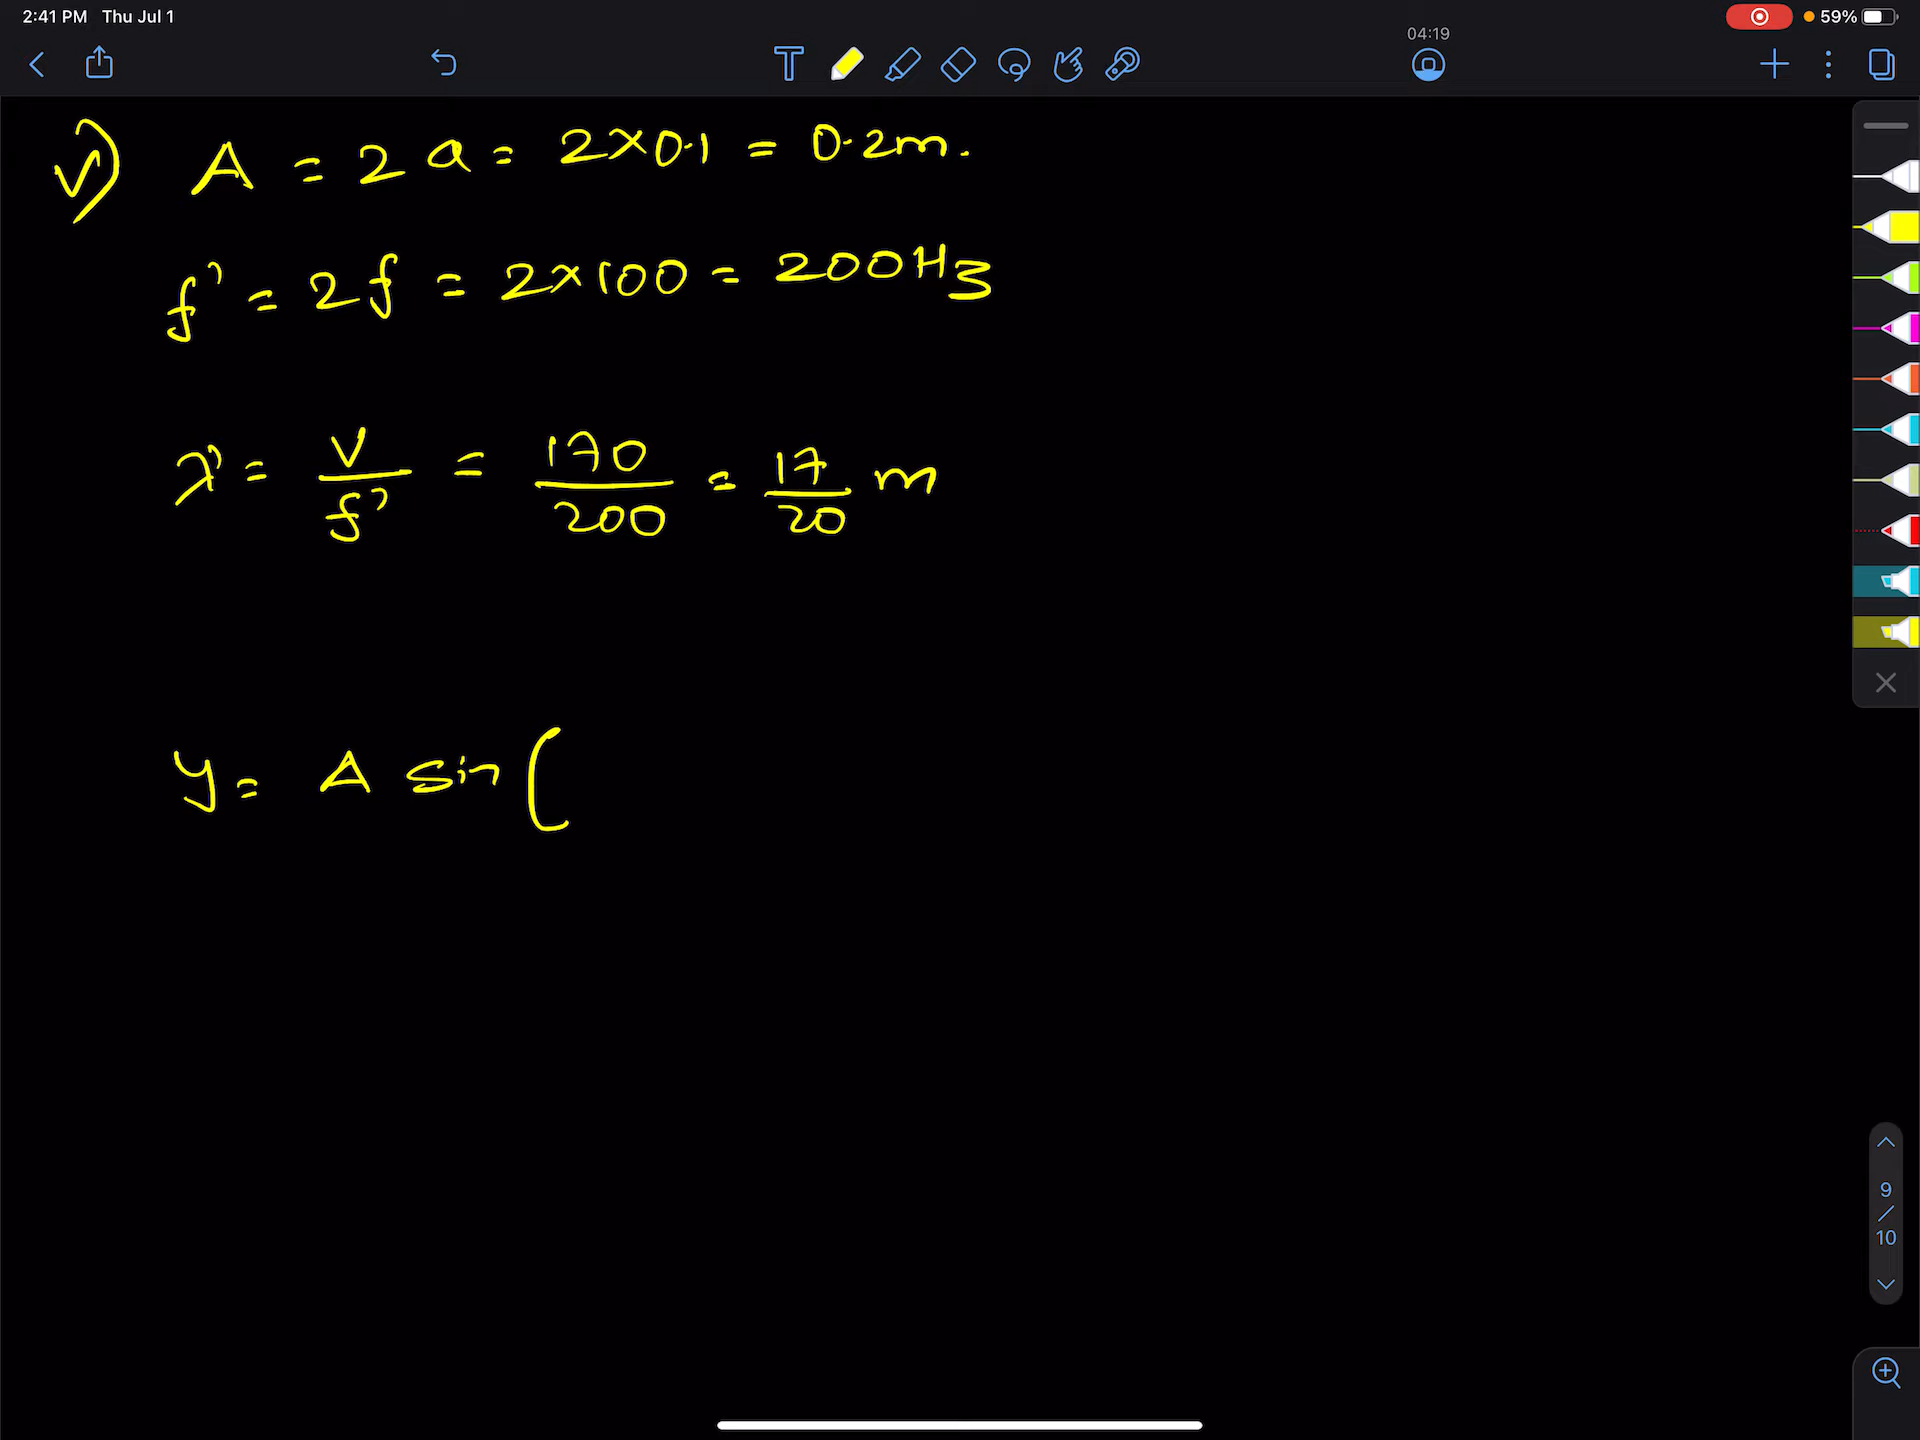 2:41 PM Thu Jul 1
59%
04:19
T
v) A = 2a = 2×0.1 = 0.2m.
f' = 2f = 2×100 = 200Hz
λ' = V/f' = 170/200 = 17/20 m
y = A sin (
9
/
10